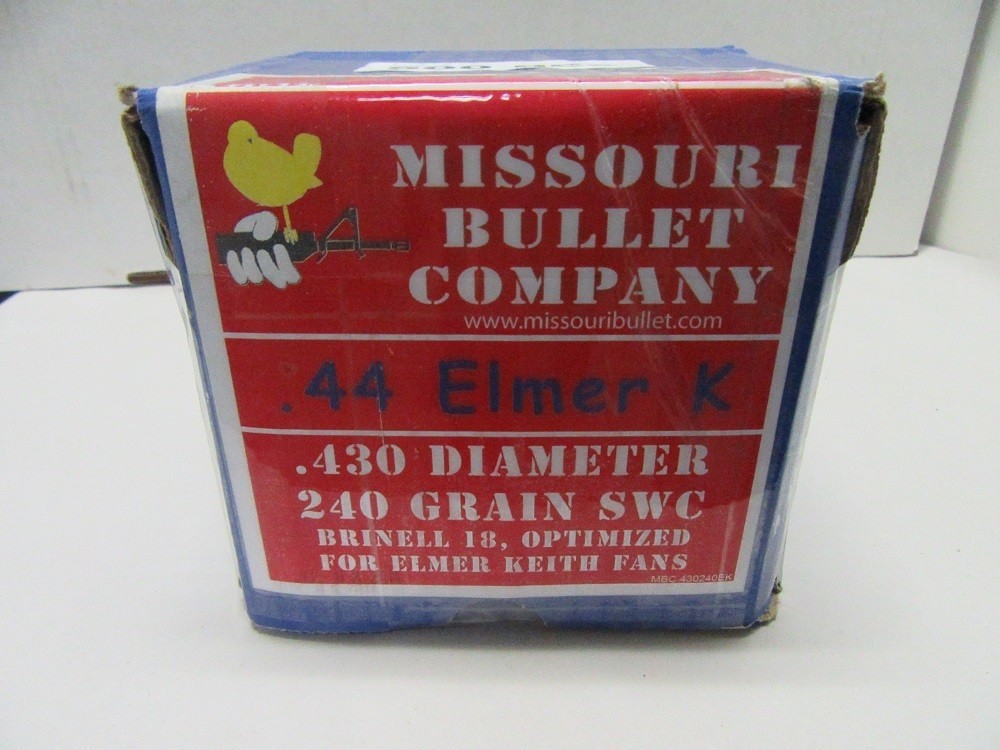 MISSOURI
BULLET
COMPANY
www.missouribullet.com
.44 Elmer K
.430 DIAMETER
240 GRAIN SWC
BRINELL 18, OPTIMIZED
FOR ELMER KEITH FANS
MBC-430240EK